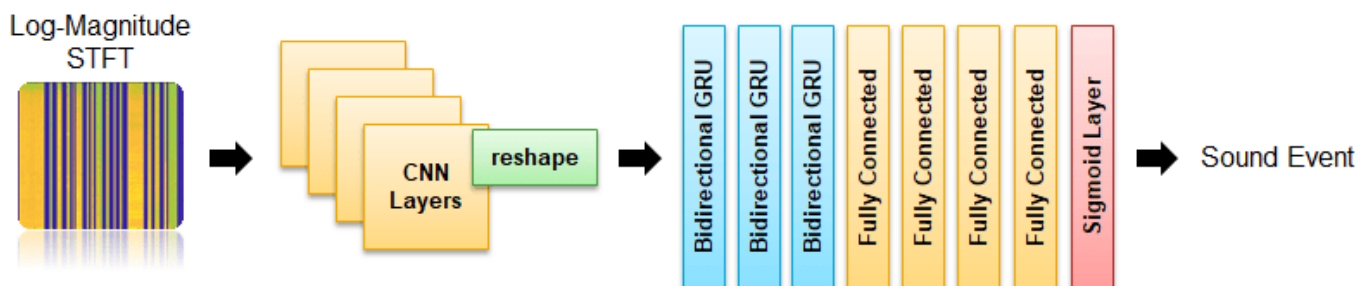 Log-Magnitude
STFT
CNN
Layers
reshape
Bidirectional GRU
Bidirectional GRU
Bidirectional GRU
Fully Connected
Fully Connected
Fully Connected
Fully Connected
Sigmoid Layer
Sound Event